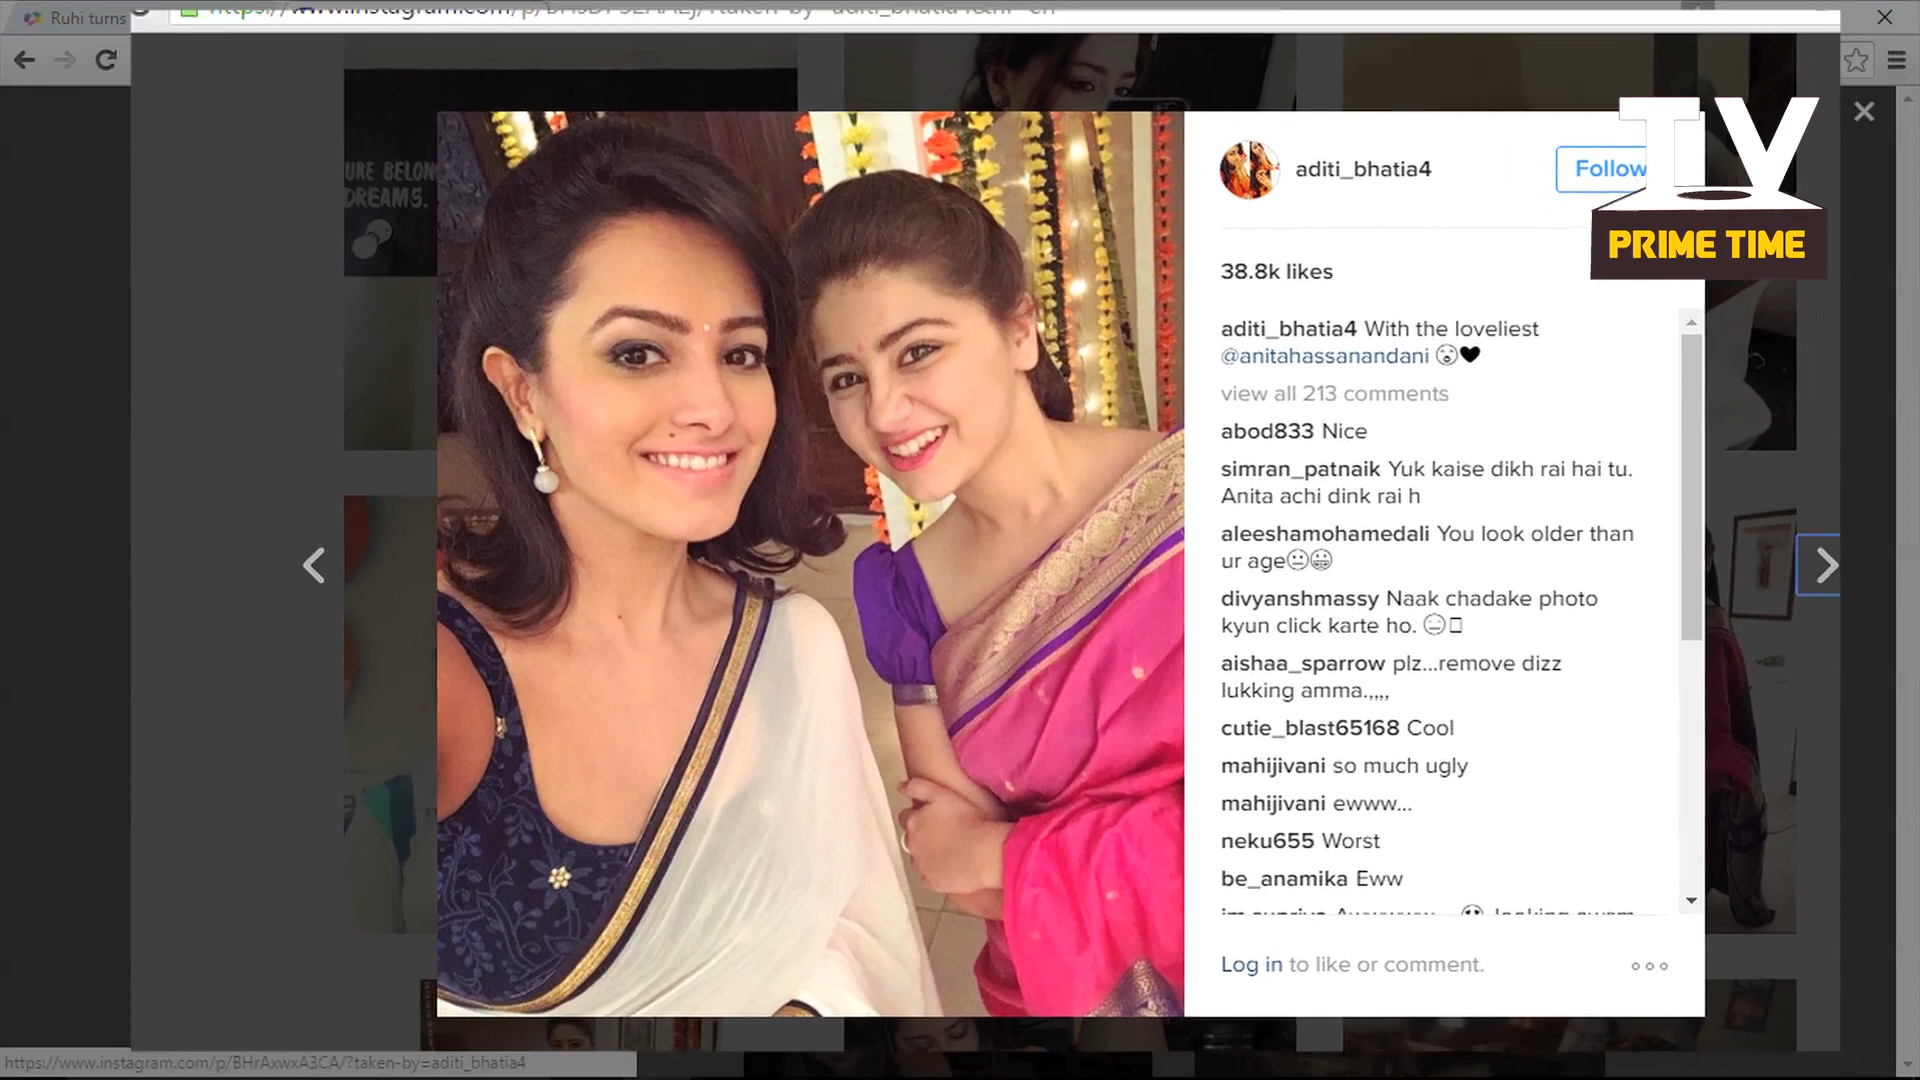 Ruhi turns
https://www.instagram.com/p/
URE BELON
DREAMS.
aditi_bhatia4
Follow
TV
PRIME TIME
38.8k likes
aditi_bhatia4 With the loveliest
@anitahassanandani 😮🖤
view all 213 comments
abod833 Nice
simran_patnaik Yuk kaise dikh rai hai tu.
Anita achi dink rai h
aleeshamohamedali You look older than
ur age😐😬
divyanshmassy Naak chadake photo
kyun click karte ho. 😑
aishaa_sparrow plz...remove dizz
lukking amma.,,,,
cutie_blast65168 Cool
mahijivani so much ugly
mahijivani ewww...
neku655 Worst
be_anamika Eww
Log in to like or comment.
https://www.instagram.com/p/BHrAxwxA3CA/?taken-by=aditi_bhatia4